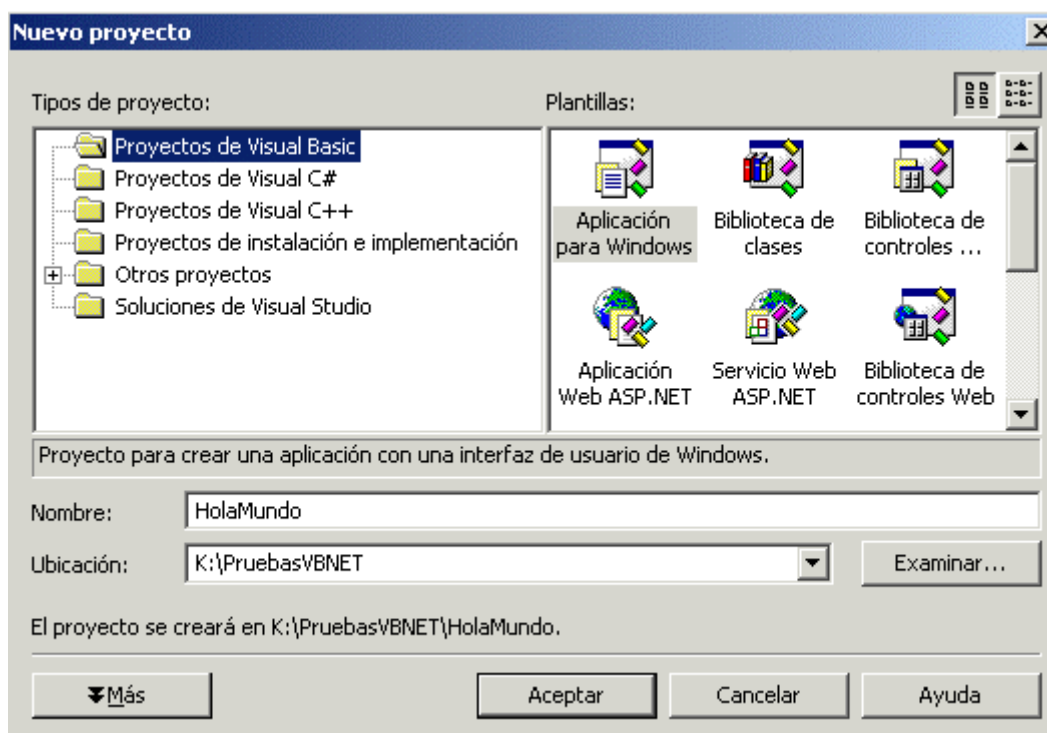 Nuevo proyecto
Tipos de proyecto:
Plantillas:
Proyectos de Visual Basic
Proyectos de Visual C#
Proyectos de Visual C++
Proyectos de instalación e implementación
Otros proyectos
Soluciones de Visual Studio
Aplicación
para Windows
Biblioteca de
clases
Biblioteca de
controles ...
Aplicación
Web ASP.NET
Servicio Web
ASP.NET
Biblioteca de
controles Web
Proyecto para crear una aplicación con una interfaz de usuario de Windows.
Nombre:
HolaMundo
Ubicación:
K:\PruebasVBNET
Examinar...
El proyecto se creará en K:\PruebasVBNET\HolaMundo.
Más
Aceptar
Cancelar
Ayuda